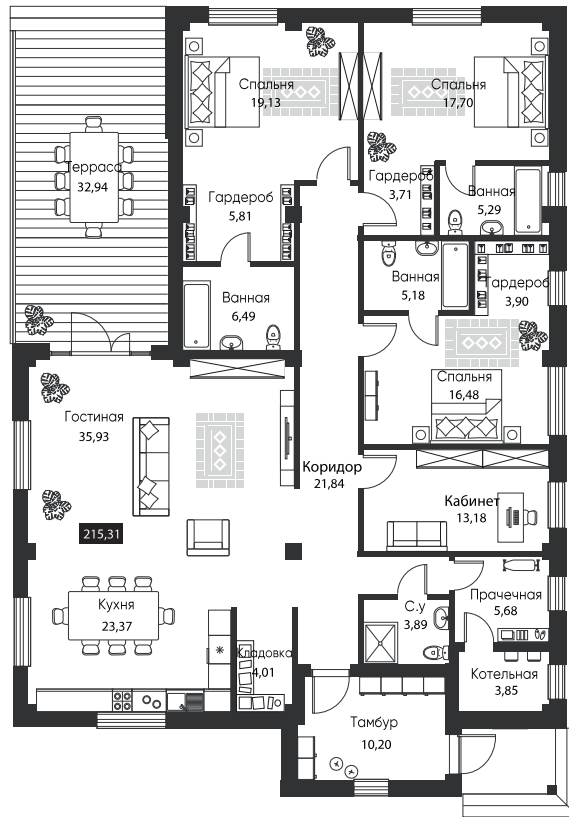 Спальня
19,13
Спальня
17,70
Терраса
32,94
Гардероб
5,81
Гардероб
3,71
Ванная
5,29
Ванная
6,49
Ванная
5,18
Гардероб
3,90
Спальня
16,48
Гостиная
35,93
Коридор
21,84
Кабинет
13,18
215,31
Кухня
23,37
С.у
3,89
Прачечная
5,68
Кладовка
4,01
Котельная
3,85
Тамбур
10,20